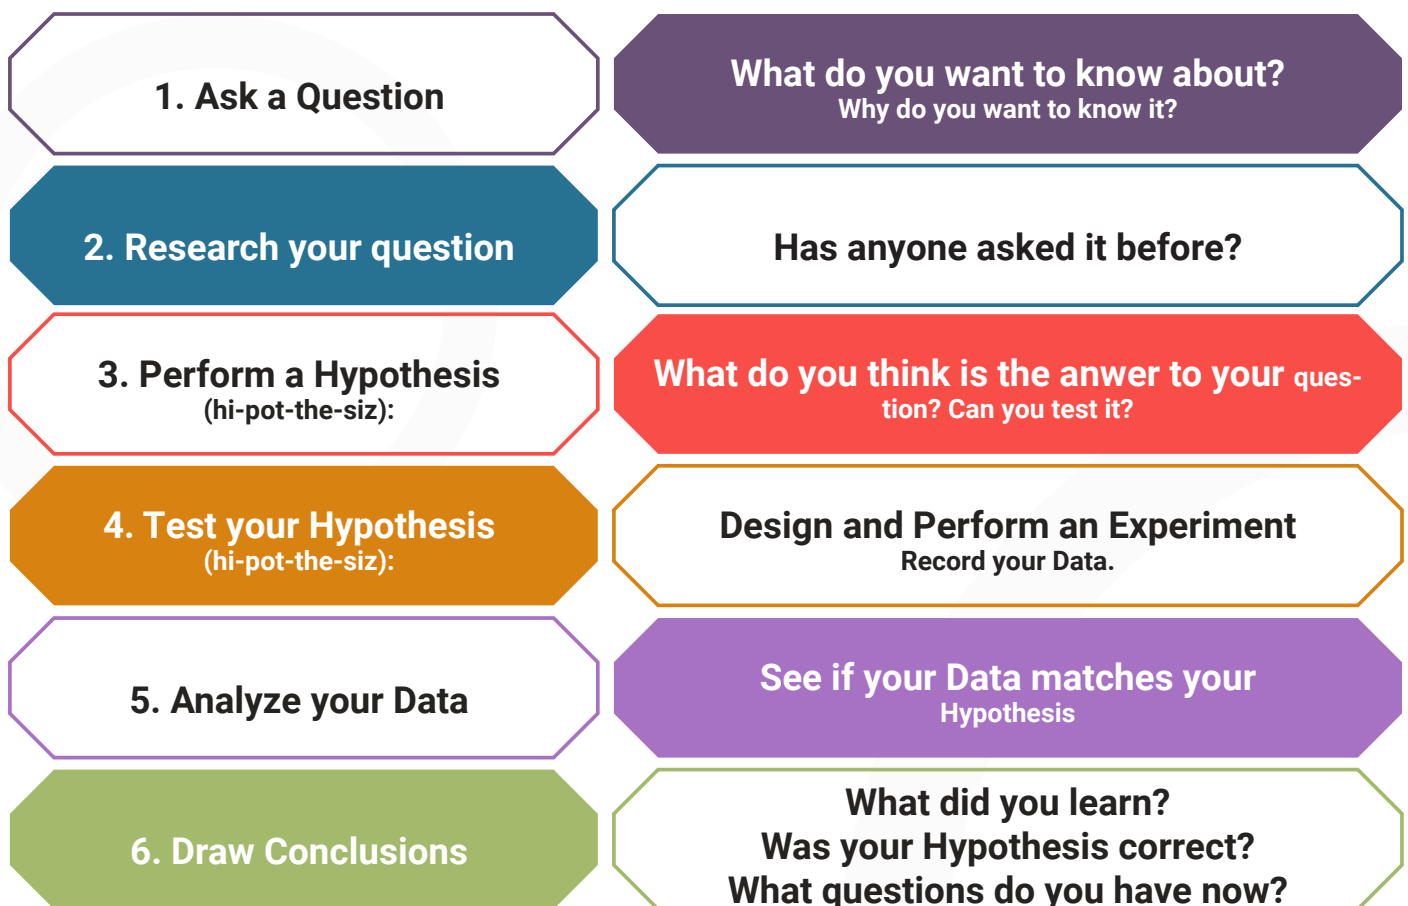 1. Ask a Question
What do you want to know about?
Why do you want to know it?
2. Research your question
Has anyone asked it before?
3. Perform a Hypothesis
(hi-pot-the-siz):
What do you think is the anwer to your ques-
tion? Can you test it?
4. Test your Hypothesis
(hi-pot-the-siz):
Design and Perform an Experiment
Record your Data.
5. Analyze your Data
See if your Data matches your
Hypothesis
6. Draw Conclusions
What did you learn?
Was your Hypothesis correct?
What questions do you have now?